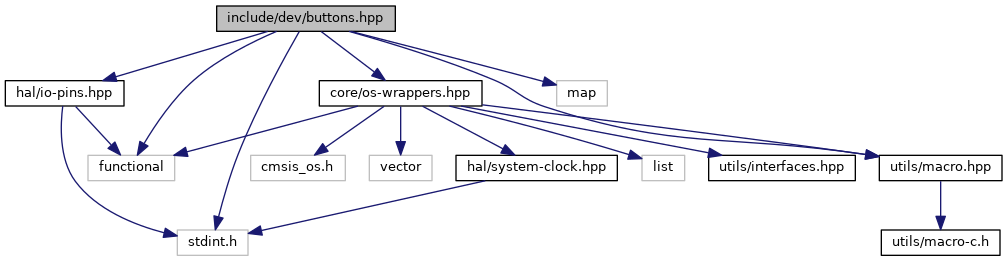 include/dev/buttons.hpp
hal/io-pins.hpp
core/os-wrappers.hpp
map
functional
cmsis_os.h
vector
hal/system-clock.hpp
list
utils/interfaces.hpp
utils/macro.hpp
stdint.h
utils/macro-c.h